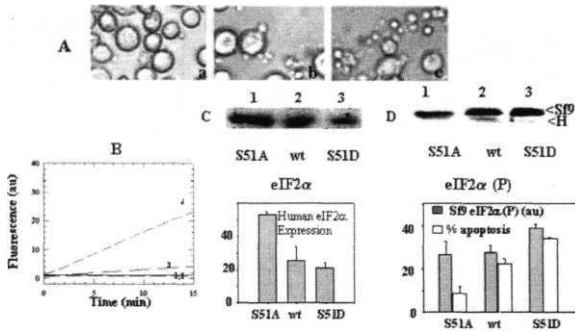 A
a
b
c
C
1 2 3
S51A wt S51D
eIF2α
D
1 2 3
<Sf9
<H
S51A wt S51D
eIF2α (P)
B
Fluorescence (au)
40
30
20
10
0
4
3
0 5 10 15
Time (min)
Human eIF2α
Expression
40
20
0
S51A wt S51D
Sf9 eIF2α(P) (au)
% apoptosis
40
20
0
S51A wt S51D